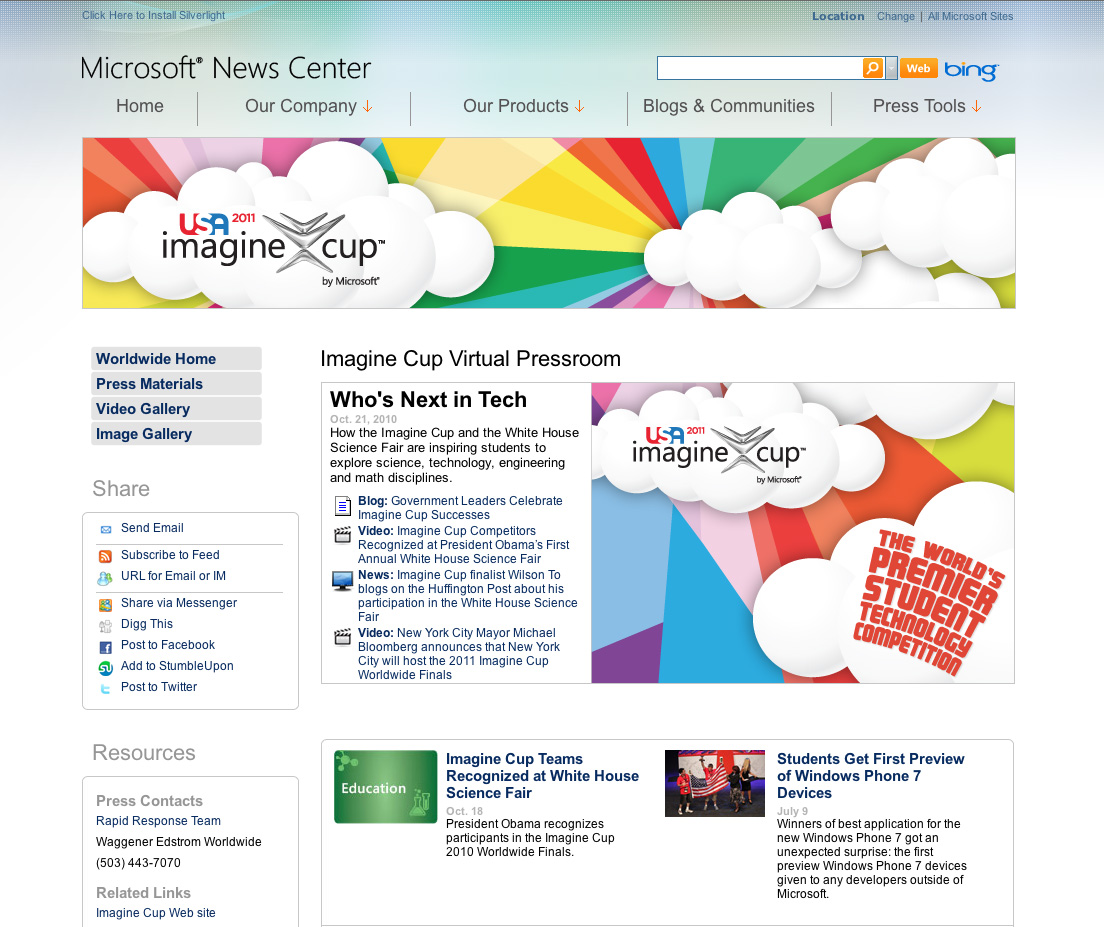 Click Here to Install Silverlight
Location Change | All Microsoft Sites
Microsoft® News Center
Web bing™
Home
Our Company
Our Products
Blogs & Communities
Press Tools
USA 2011
imagine cup™
by Microsoft®
Worldwide Home
Press Materials
Video Gallery
Image Gallery
Share
Send Email
Subscribe to Feed
URL for Email or IM
Share via Messenger
Digg This
Post to Facebook
Add to StumbleUpon
Post to Twitter
Resources
Press Contacts
Rapid Response Team
Waggener Edstrom Worldwide
(503) 443-7070
Related Links
Imagine Cup Web site
Imagine Cup Virtual Pressroom
Who's Next in Tech
Oct. 21, 2010
How the Imagine Cup and the White House
Science Fair are inspiring students to
explore science, technology, engineering
and math disciplines.
Blog: Government Leaders Celebrate
Imagine Cup Successes
Video: Imagine Cup Competitors
Recognized at President Obama's First
Annual White House Science Fair
News: Imagine Cup finalist Wilson To
blogs on the Huffington Post about his
participation in the White House Science
Fair
Video: New York City Mayor Michael
Bloomberg announces that New York
City will host the 2011 Imagine Cup
Worldwide Finals
USA 2011
imagine cup™
by Microsoft®
THE WORLD'S
PREMIER
STUDENT
TECHNOLOGY
COMPETITION
Education
Imagine Cup Teams
Recognized at White House
Science Fair
Oct. 18
President Obama recognizes
participants in the Imagine Cup
2010 Worldwide Finals.
Students Get First Preview
of Windows Phone 7
Devices
July 9
Winners of best application for the
new Windows Phone 7 got an
unexpected surprise: the first
preview Windows Phone 7 devices
given to any developers outside of
Microsoft.